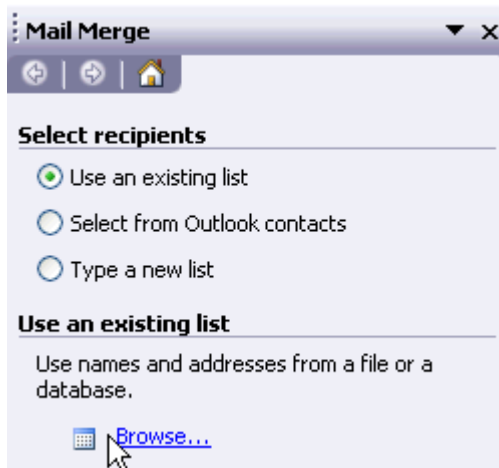 Mail Merge
Select recipients
Use an existing list
Select from Outlook contacts
Type a new list
Use an existing list
Use names and addresses from a file or a
database.
Browse...